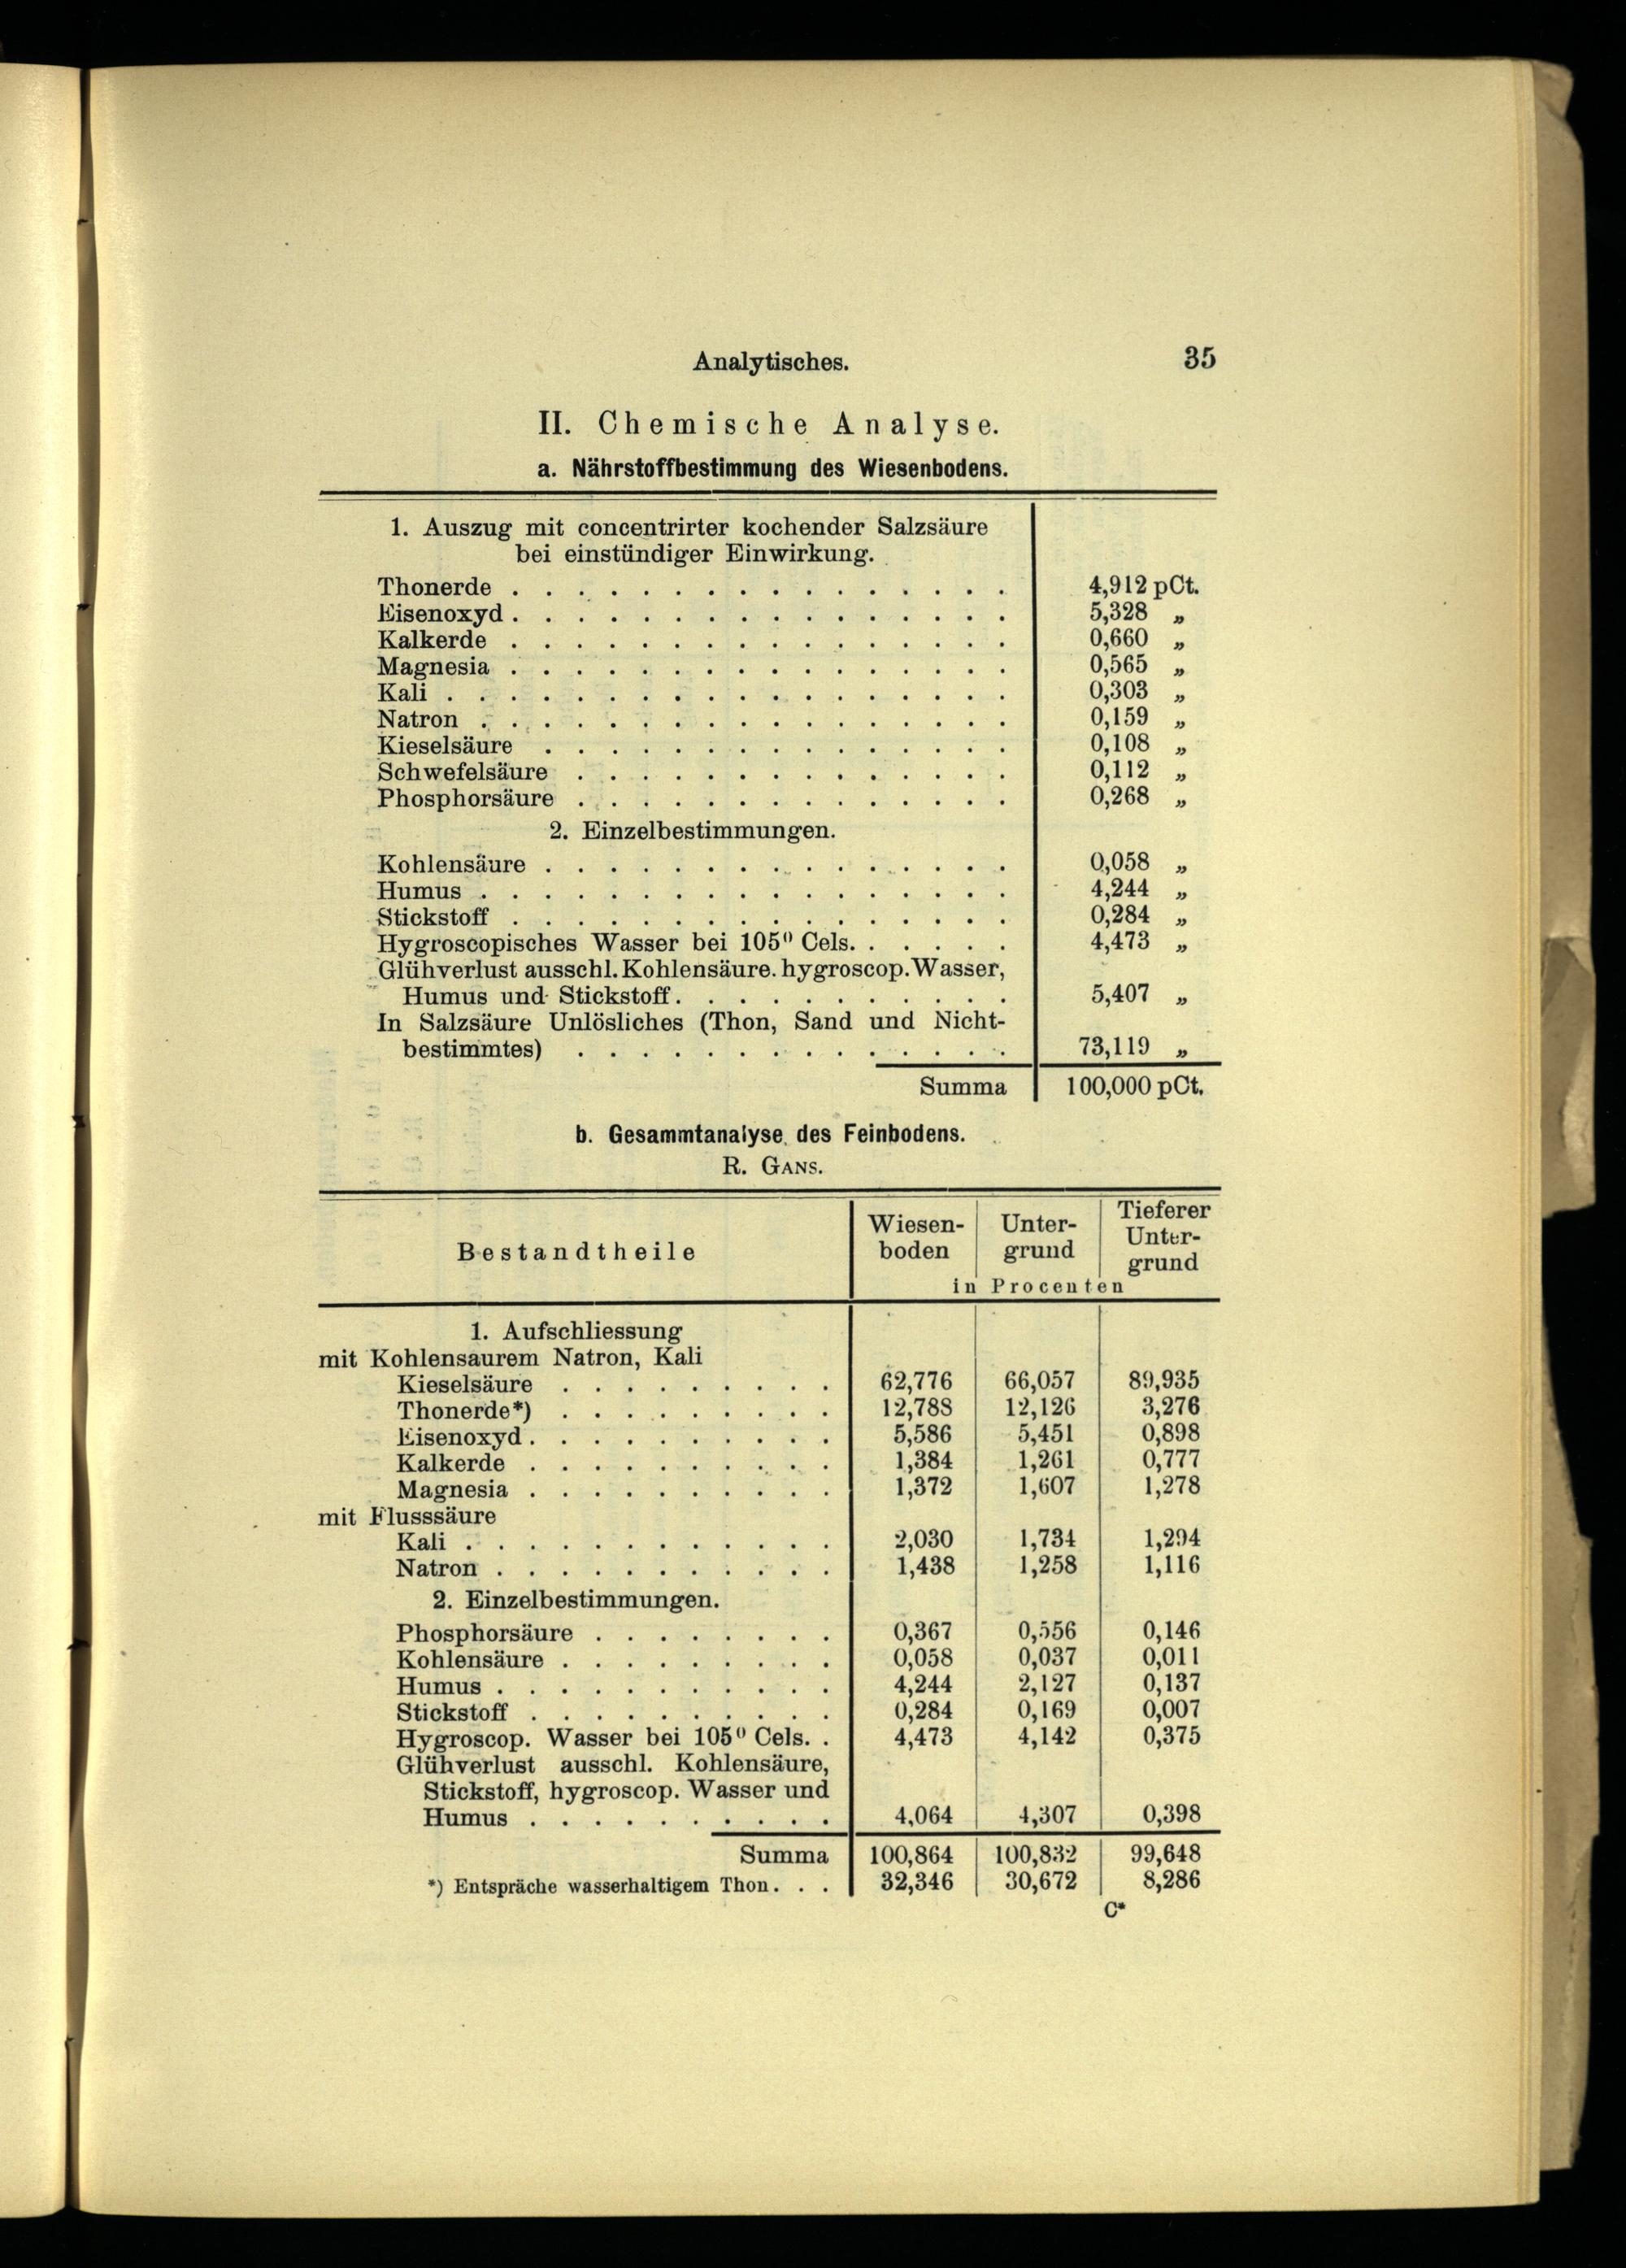 Analytisches. 35
II. Chemische Analyse.
a. Nährstoffbestimmung des Wiesenbodens.
1. Auszug mit concentrirter kochender Salzsäure
bei einstündiger Einwirkung.
Thonerde . . . . . . . . . . . . . . . . 4,912 pCt.
Eisenoxyd . . . . . . . . . . . . . . . . 5,328 „
Kalkerde . . . . . . . . . . . . . . . . 0,660 „
Magnesia . . . . . . . . . . . . . . . . 0,565 „
Kali . . . . . . . . . . . . . . . . . . 0,303 „
Natron . . . . . . . . . . . . . . . . . 0,159 „
Kieselsäure . . . . . . . . . . . . . . . 0,108 „
Schwefelsäure . . . . . . . . . . . . . . 0,112 „
Phosphorsäure . . . . . . . . . . . . . . 0,268 „
2. Einzelbestimmungen.
Kohlensäure . . . . . . . . . . . . . . . 0,058 „
Humus . . . . . . . . . . . . . . . . . 4,244 „
Stickstoff . . . . . . . . . . . . . . . . 0,284 „
Hygroscopisches Wasser bei 105⁰ Cels. . . . . . 4,473 „
Glühverlust ausschl. Kohlensäure. hygroscop. Wasser,
Humus und Stickstoff. . . . . . . . . . . 5,407 „
In Salzsäure Unlösliches (Thon, Sand und Nicht-
bestimmtes) . . . . . . . . . . . . . . 73,119 „
Summa 100,000 pCt.
b. Gesammtanalyse des Feinbodens.
R. GANS.
Bestandtheile Wiesen- boden Unter- grund Tieferer Unter- grund
in Procenten
1. Aufschliessung
mit Kohlensaurem Natron, Kali
Kieselsäure . . . . . . . . . 62,776 66,057 89,935
Thonerde*) . . . . . . . . . 12,788 12,126 3,276
Eisenoxyd . . . . . . . . . . 5,586 5,451 0,898
Kalkerde . . . . . . . . . . 1,384 1,261 0,777
Magnesia . . . . . . . . . . 1,372 1,607 1,278
mit Flusssäure
Kali . . . . . . . . . . . . 2,030 1,734 1,294
Natron . . . . . . . . . . . 1,438 1,258 1,116
2. Einzelbestimmungen.
Phosphorsäure . . . . . . . . 0,367 0,556 0,146
Kohlensäure . . . . . . . . . 0,058 0,037 0,011
Humus . . . . . . . . . . . 4,244 2,127 0,137
Stickstoff . . . . . . . . . . 0,284 0,169 0,007
Hygroscop. Wasser bei 105⁰ Cels. . 4,473 4,142 0,375
Glühverlust ausschl. Kohlensäure,
Stickstoff, hygroscop. Wasser und
Humus . . . . . . . . . . 4,064 4,307 0,398
Summa 100,864 100,832 99,648
*) Entspräche wasserhaltigem Thon. . . 32,346 30,672 8,286
C*